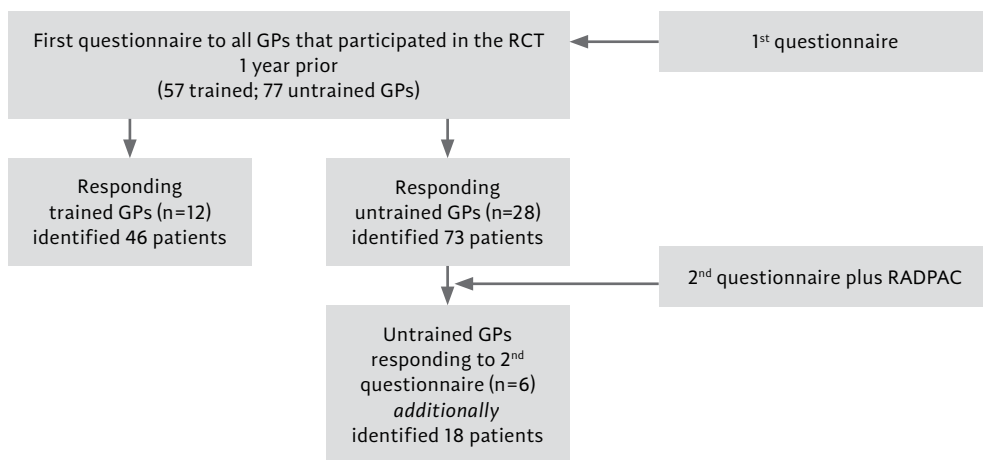 First questionnaire to all GPs that participated in the RCT
1 year prior
(57 trained; 77 untrained GPs)
1st questionnaire
Responding
trained GPs (n=12)
identified 46 patients
Responding
untrained GPs (n=28)
identified 73 patients
2nd questionnaire plus RADPAC
Untrained GPs
responding to 2nd
questionnaire (n=6)
additionally
identified 18 patients